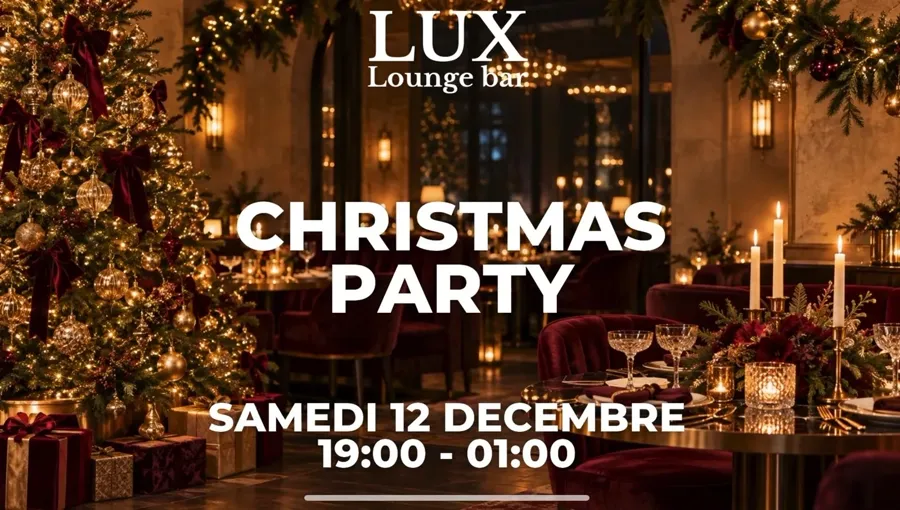 LUX
Lounge bar
CHRISTMAS
PARTY
SAMEDI 12 DECEMBRE
19:00 - 01:00